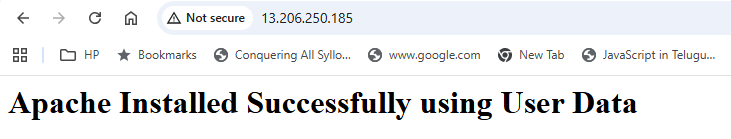 Not secure 13.206.250.185
HP Bookmarks Conquering All Syllo... www.google.com New Tab JavaScript in Telugu...
Apache Installed Successfully using User Data